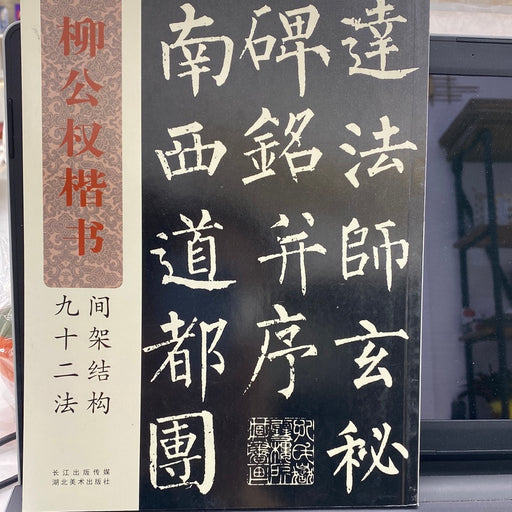 柳公权楷书
间架结构
九十二法
长江出版传媒
湖北美术出版社
達法師玄秘
碑銘并序
南西道都團